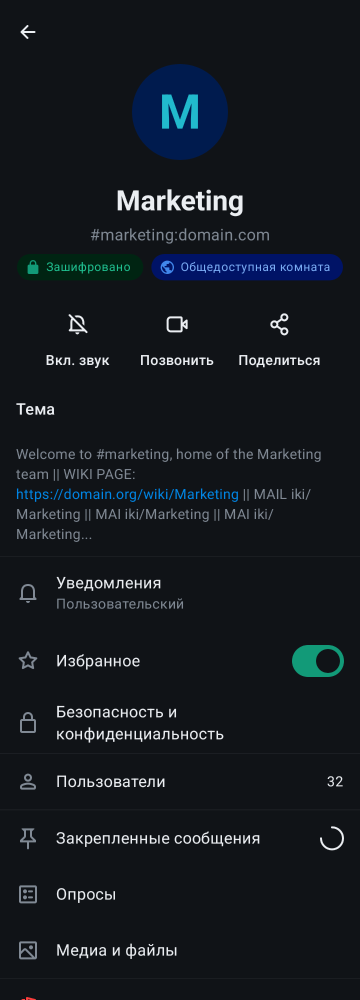 M
Marketing
#marketing:domain.com
Зашифровано
Общедоступная комната
Вкл. звук
Позвонить
Поделиться
Тема
Welcome to #marketing, home of the Marketing
team || WIKI PAGE:
https://domain.org/wiki/Marketing || MAIL iki/
Marketing || MAI iki/Marketing || MAI iki/
Marketing...
Уведомления
Пользовательский
Избранное
Безопасность и
конфиденциальность
Пользователи
32
Закрепленные сообщения
Опросы
Медиа и файлы